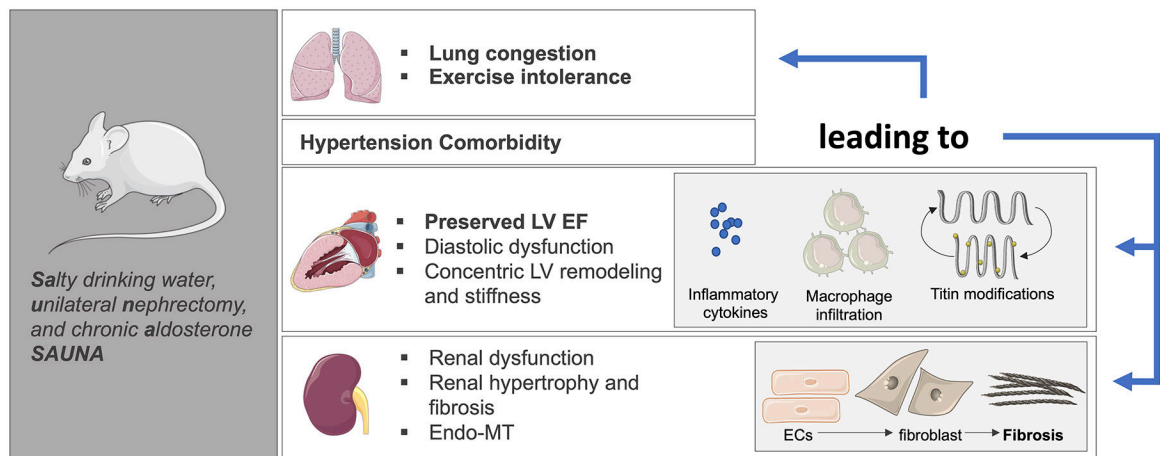 Salty drinking water,
unilateral nephrectomy,
and chronic aldosterone
SAUNA
▪ Lung congestion
▪ Exercise intolerance
Hypertension Comorbidity
leading to
▪ Preserved LV EF
▪ Diastolic dysfunction
▪ Concentric LV remodeling
and stiffness
Inflammatory
cytokines
Macrophage
infiltration
Titin modifications
▪ Renal dysfunction
▪ Renal hypertrophy and
fibrosis
▪ Endo-MT
ECs
fibroblast
Fibrosis